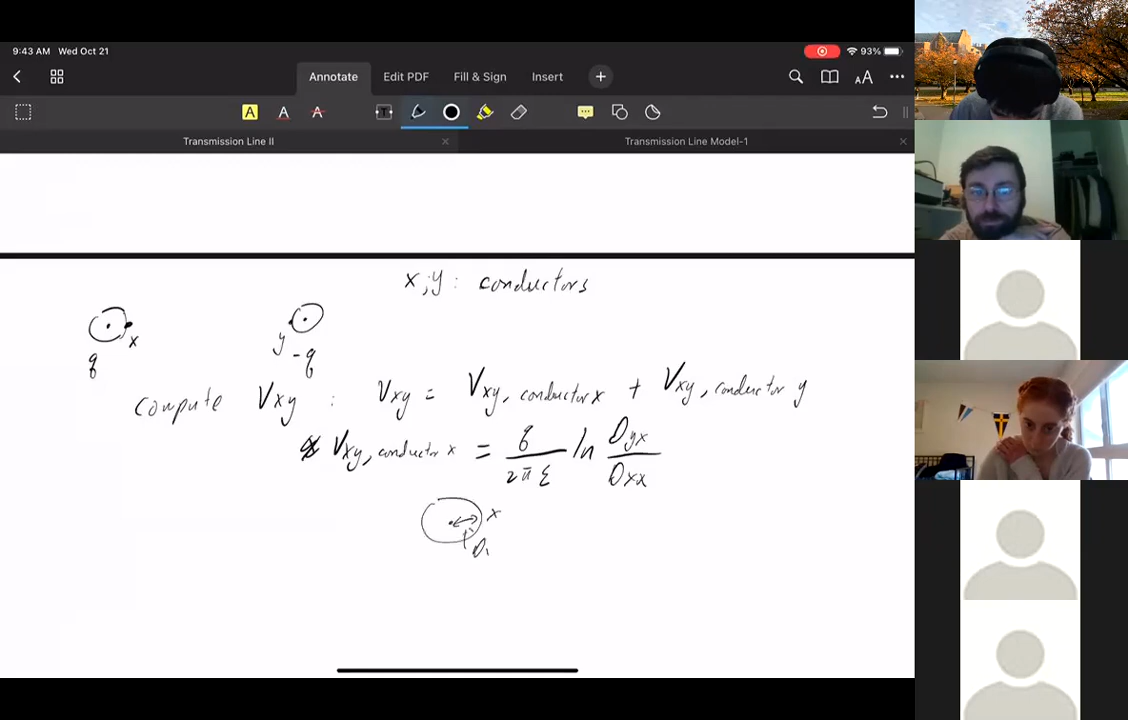 9:43 AM Wed Oct 21
93%
Annotate Edit PDF Fill & Sign Insert
Transmission Line II
Transmission Line Model-1
x,y : conductors
x
y
q
-q
compute Vxy : Vxy = Vxy, conductor x + Vxy, conductor y
Vxy, conductor x = q/2πε ln Dyx/Dxx
x
D